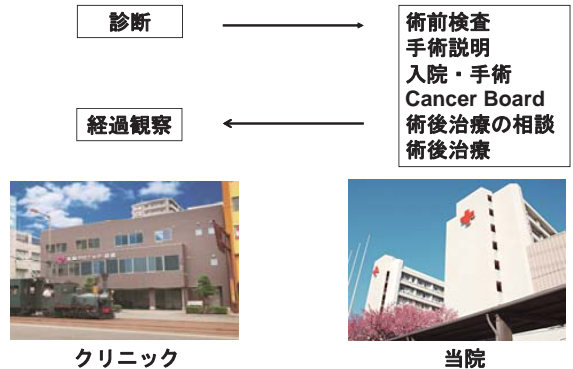 診断
術前検査
手術説明
入院・手術
Cancer Board
術後治療の相談
術後治療
経過観察
クリニック
当院